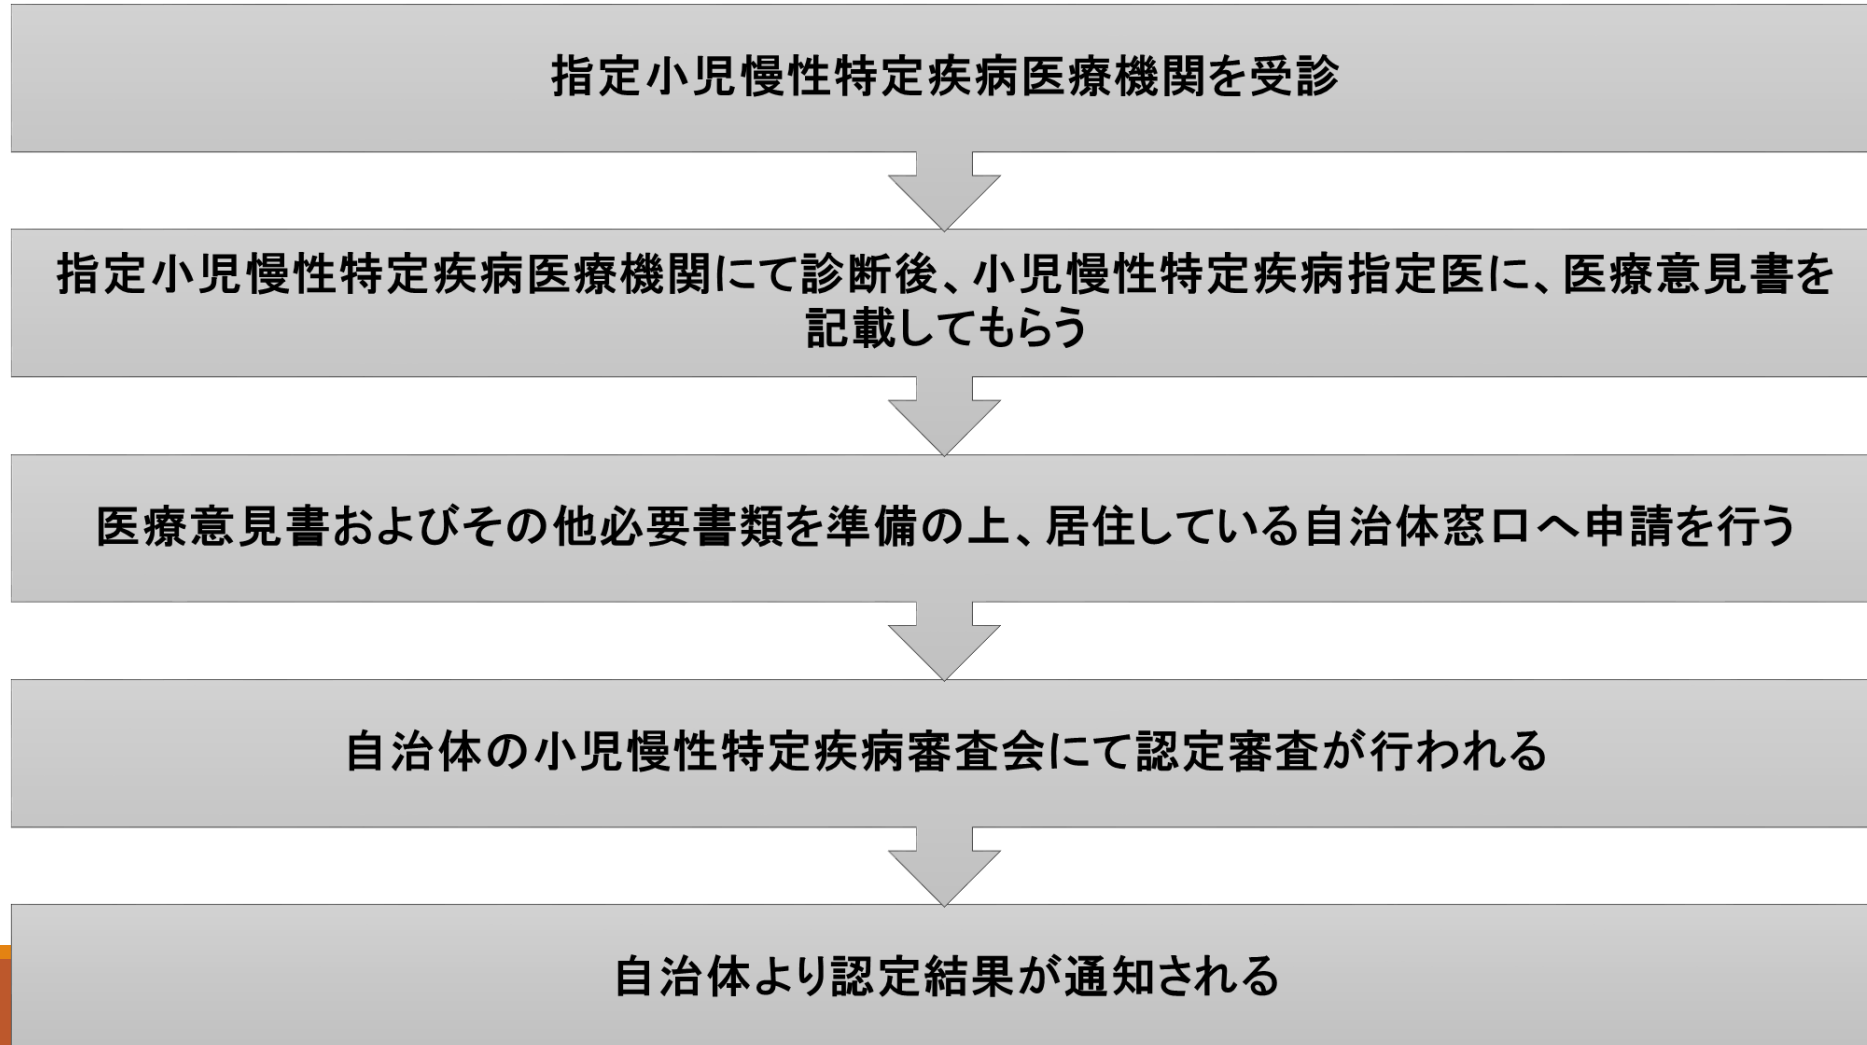 指定小児慢性特定疾病医療機関を受診
指定小児慢性特定疾病医療機関にて診断後、小児慢性特定疾病指定医に、医療意見書を
記載してもらう
医療意見書およびその他必要書類を準備の上、居住している自治体窓口へ申請を行う
自治体の小児慢性特定疾病審査会にて認定審査が行われる
自治体より認定結果が通知される